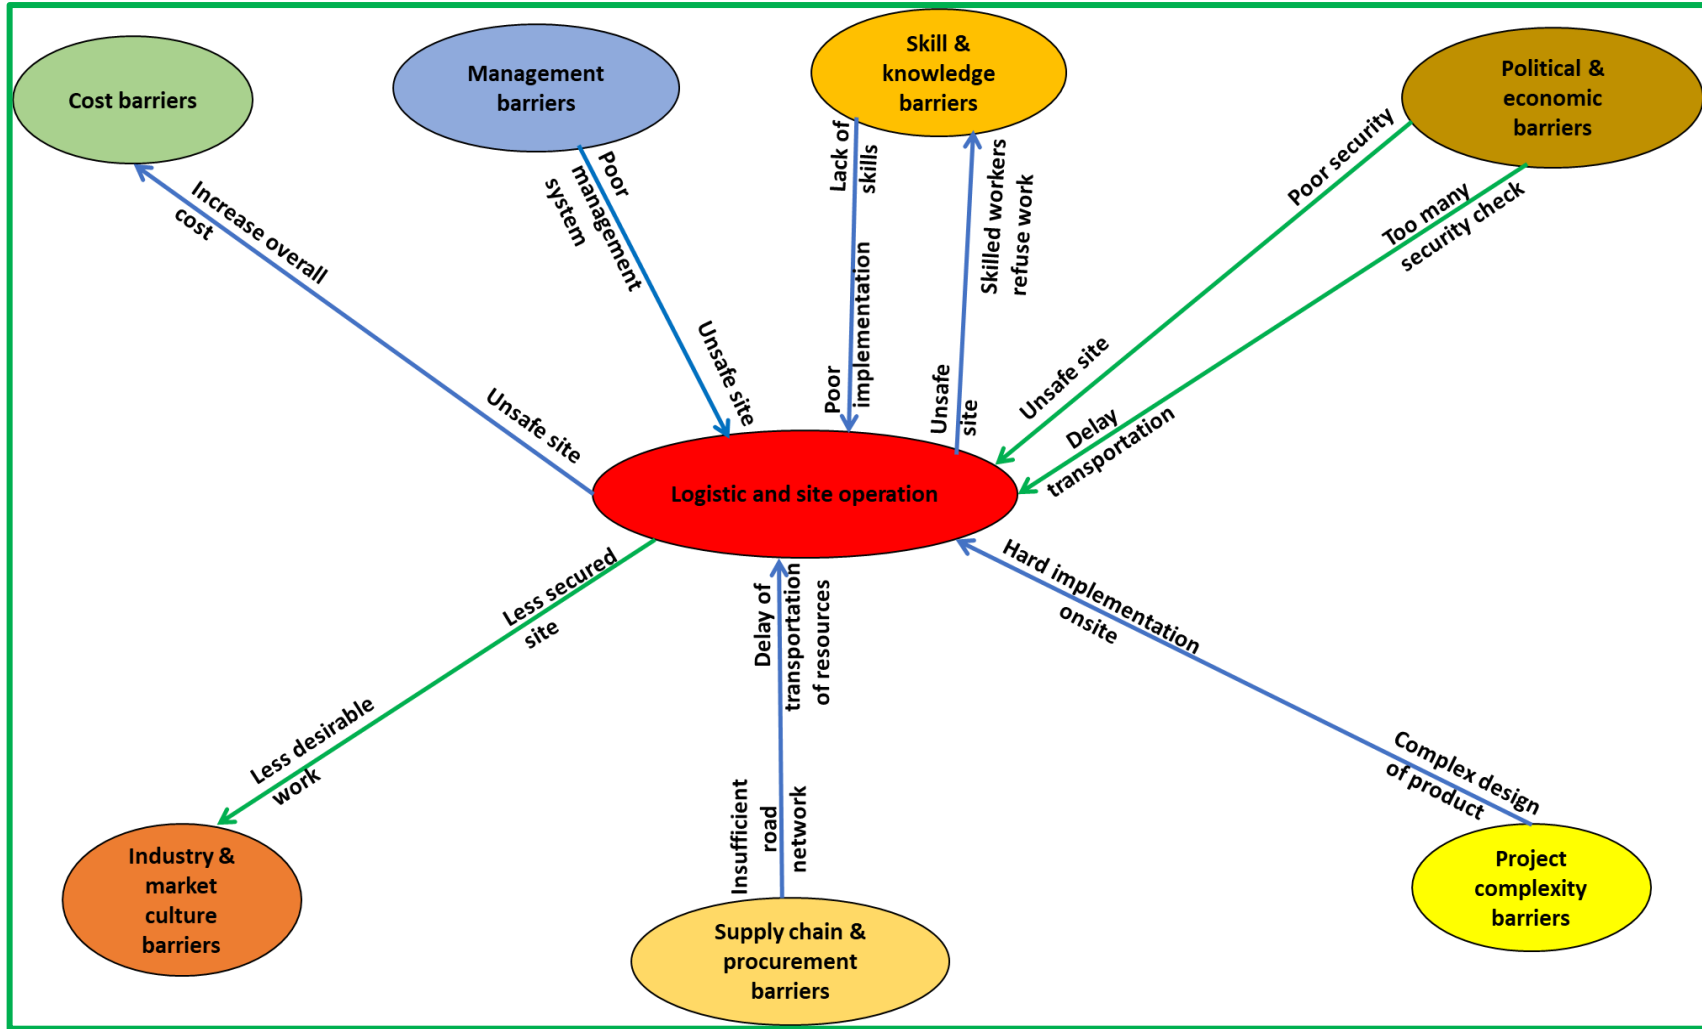 Cost barriers
Management
barriers
Skill &
knowledge
barriers
Political &
economic
barriers
Increase overall
cost
Unsafe site
Poor
management
system
Unsafe site
Lack of
skills
Poor
implementation
Skilled workers
refuse work
Unsafe
site
Poor security
Unsafe site
Too many
security check
Delay
transportation
Logistic and site operation
Less secured
site
Less desirable
work
Delay of
transportation
of resources
Insufficient
road
network
Hard implementation
onsite
Complex design
of product
Industry &
market
culture
barriers
Supply chain &
procurement
barriers
Project
complexity
barriers